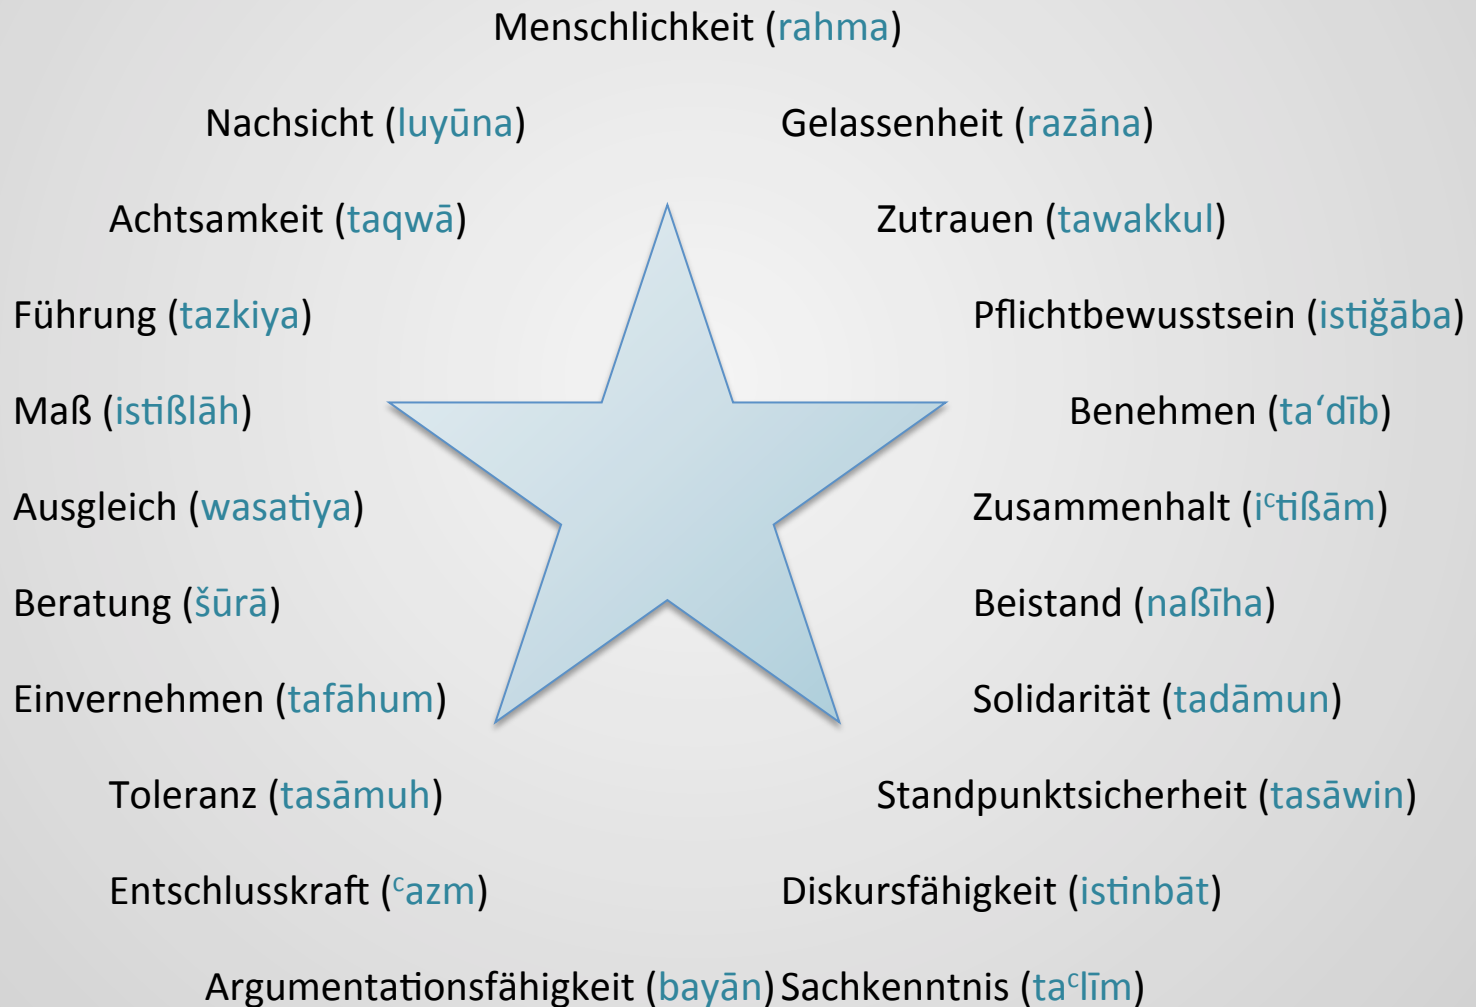 Menschlichkeit (rahma)
Nachsicht (luyūna) Gelassenheit (razāna)
Achtsamkeit (taqwā) Zutrauen (tawakkul)
Führung (tazkiya) Pflichtbewusstsein (istiğāba)
Maß (istißlāh) Benehmen (ta‘dīb)
Ausgleich (wasatiya) Zusammenhalt (iᶜtißām)
Beratung (šūrā) Beistand (naßīha)
Einvernehmen (tafāhum) Solidarität (tadāmun)
Toleranz (tasāmuh) Standpunktsicherheit (tasāwin)
Entschlusskraft (ᶜazm) Diskursfähigkeit (istinbāt)
Argumentationsfähigkeit (bayān) Sachkenntnis (taᶜlīm)